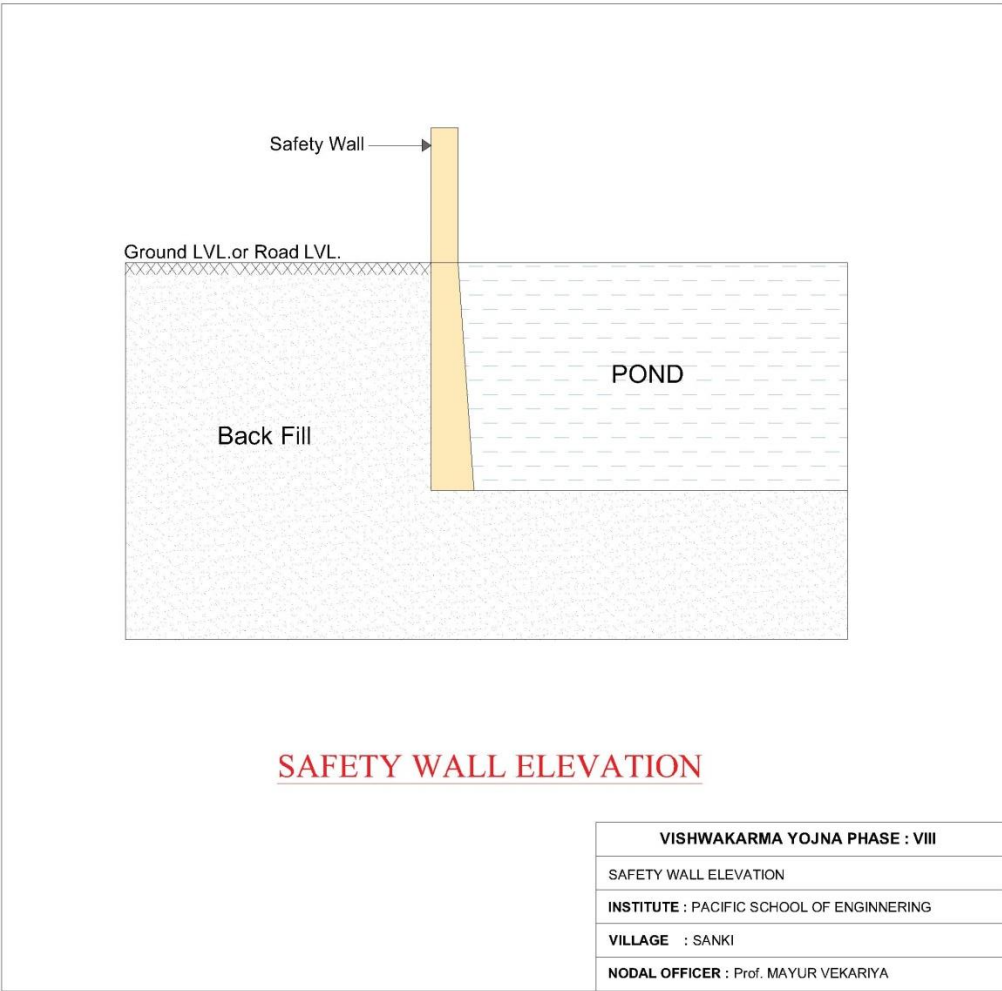 Safety Wall
Ground LVL.or Road LVL.
POND
Back Fill
SAFETY WALL ELEVATION
VISHWAKARMA YOJNA PHASE : VIII
SAFETY WALL ELEVATION
INSTITUTE : PACIFIC SCHOOL OF ENGINNERING
VILLAGE : SANKI
NODAL OFFICER : Prof. MAYUR VEKARIYA